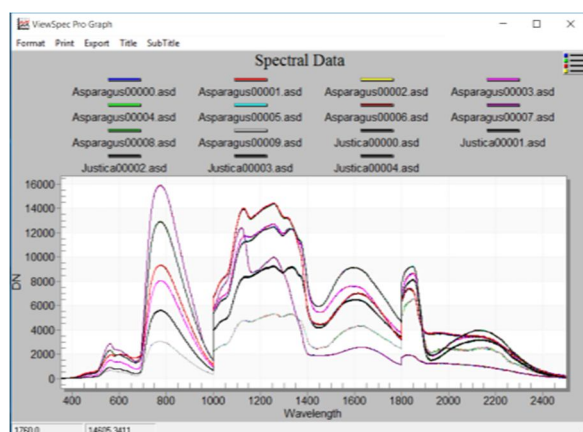 ViewSpec Pro Graph
Format Print Export Title SubTitle
Spectral Data
Asparagus00000.asd Asparagus00001.asd Asparagus00002.asd Asparagus00003.asd
Asparagus00004.asd Asparagus00005.asd Asparagus00006.asd Asparagus00007.asd
Asparagus00008.asd Asparagus00009.asd Justica00000.asd Justica00001.asd
Justica00002.asd Justica00003.asd Justica00004.asd
16000
14000
12000
10000
8000
6000
4000
2000
0
DN
400 600 800 1000 1200 1400 1600 1800 2000 2200 2400
Wavelength
1760.0 14605.3411